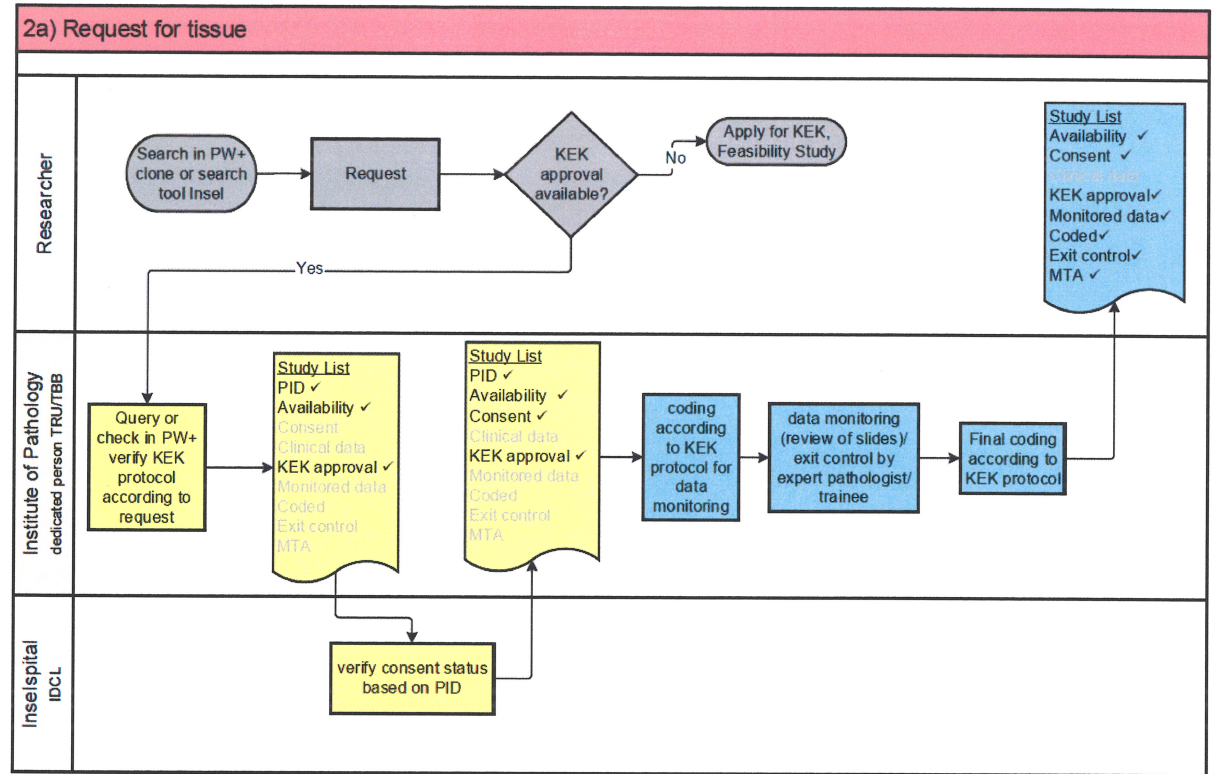 2a) Request for tissue
Researcher
Search in PW+
clone or search
tool Insel
Request
KEK
approval
available?
No
Apply for KEK,
Feasibility Study
Yes
Study List
Availability ✓
Consent ✓
Clinical data
KEK approval✓
Monitored data✓
Coded✓
Exit control✓
MTA ✓
Institute of Pathology
dedicated person TRU/TBB
Query or
check in PW+
verify KEK
protocol
according to
request
Study List
PID ✓
Availability ✓
Consent
Clinical data
KEK approval ✓
Monitored data
Coded
Exit control
MTA
Study List
PID ✓
Availability ✓
Consent ✓
Clinical data
KEK approval ✓
Monitored data
Coded
Exit control
MTA
coding
according
to KEK
protocol for
data
monitoring
data monitoring
(review of slides)/
exit control by
expert pathologist/
trainee
Final coding
according to
KEK protocol
Inselspital
IDCL
verify consent status
based on PID